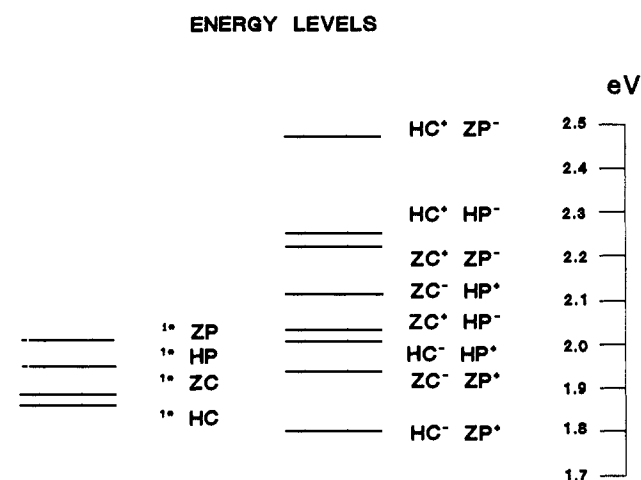 ENERGY LEVELS
eV
HC⁺ ZP⁻ 2.5
2.4
HC⁺ HP⁻ 2.3
ZC⁺ ZP⁻ 2.2
ZC⁻ HP⁺ 2.1
¹* ZP ZC⁺ HP⁻
¹* HP HC⁻ HP⁺ 2.0
¹* ZC ZC⁻ ZP⁺ 1.9
¹* HC HC⁻ ZP⁺ 1.8
1.7